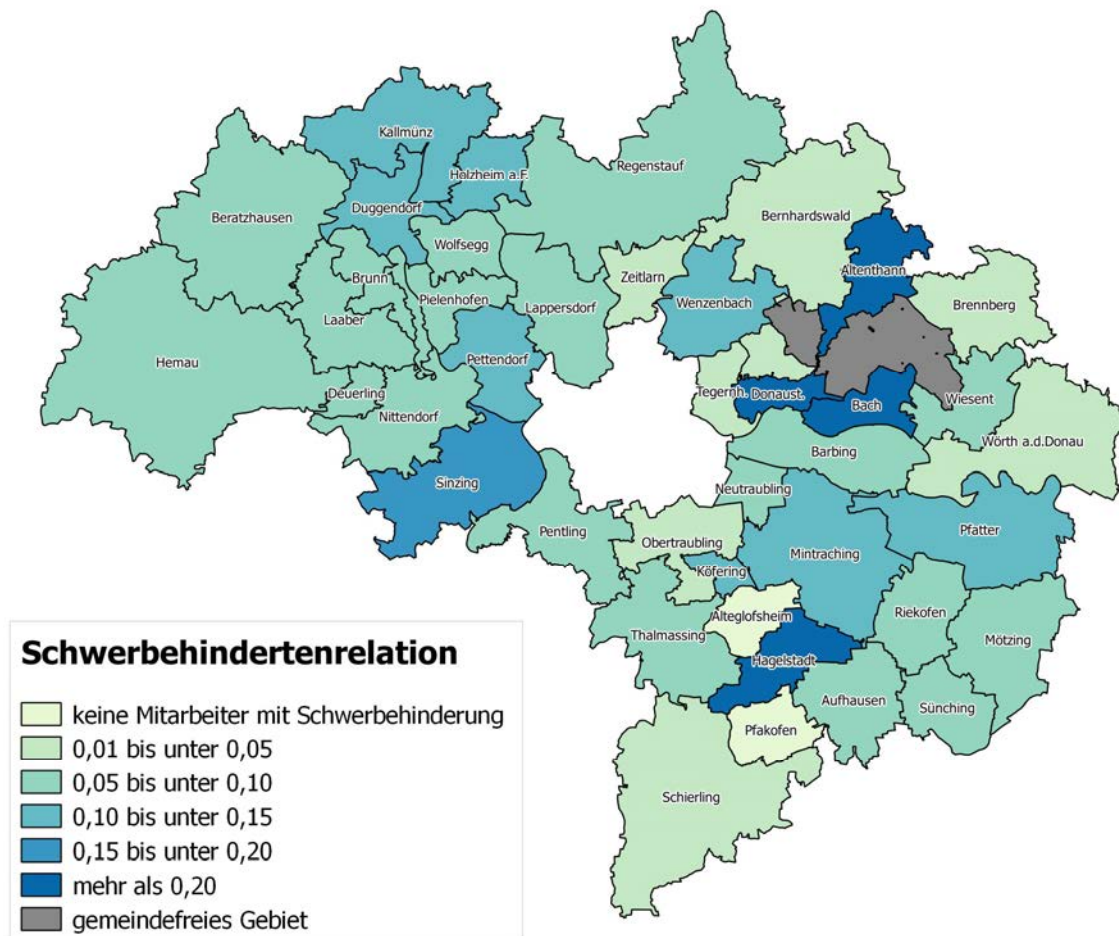 Kallmünz
Holzheim a.F.
Regenstauf
Beratzhausen
Duggendorf
Bernhardswald
Wolfsegg
Altenthann
Brunn
Zeitlarn
Pielenhofen
Lappersdorf
Wenzenbach
Brennberg
Laaber
Hemau
Pettendorf
Deuerling
Tegernh.
Donaust.
Bach
Wiesent
Nittendorf
Wörth a.d.Donau
Barbing
Sinzing
Neutraubling
Pentling
Obertraubling
Mintraching
Pfatter
Köfering
Alteglofsheim
Riekofen
Thalmassing
Mötzing
Hagelstadt
Aufhausen
Sünching
Pfakofen
Schierling
Schwerbehindertenrelation
keine Mitarbeiter mit Schwerbehinderung
0,01 bis unter 0,05
0,05 bis unter 0,10
0,10 bis unter 0,15
0,15 bis unter 0,20
mehr als 0,20
gemeindefreies Gebiet